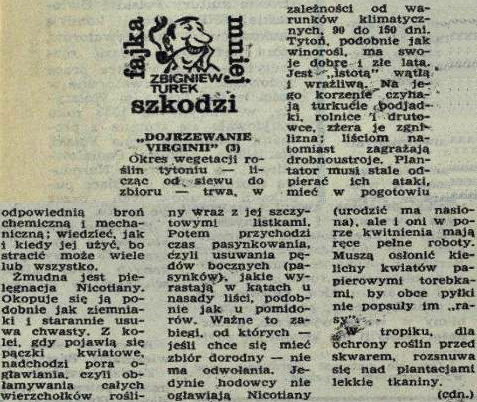 fajka
mniej
ZBIGNIEW
TUREK
szkodzi
„DOJRZEWANIE
VIRGINII” (3)
Okres wegetacji ro-
ślin tytoniu — li-
cząc od siewu do
zbioru — trwa, w
zależności od wa-
runków klimatycz-
nych, 90 do 150 dni.
Tytoń, podobnie jak
winorośl, ma swo-
je dobre i złe lata.
Jest „istotą” wątłą
i wrażliwą. Na je-
go korzenie czyha-
ją turkucie podjad-
ki, rolnice i druto-
wce, zżera je zgni-
lizna; liściom na-
tomiast zagrażają
drobnoustroje. Plan-
tator musi stale od-
pierać ich ataki,
mieć w pogotowiu
odpowiednią broń
chemiczną i mecha-
niczną; wiedzieć, jak
i kiedy jej użyć, bo
stracić może wiele
lub wszystko.
Żmudna jest pie-
lęgnacja Nicotiany.
Okopuje się ją po-
dobnie jak ziemnia-
ki i starannie usu-
wa chwasty. Z ko-
lei, gdy pojawią się
pączki kwiatowe,
nadchodzi pora o-
gławiania, czyli ob-
łamywania całych
wierzchołków rośli-
ny wraz z jej szczy-
towymi listkami.
Potem przychodzi
czas pasynkowania,
czyli usuwania pę-
dów bocznych (pa-
synków), jakie wy-
rastają w kątach u
nasady liści, podob-
nie jak u pomido-
rów. Ważne to za-
biegi, od których —
jeśli chce się mieć
zbiór dorodny — nie
ma odwołania. Je-
dynie hodowcy nie
ogławiają Nicotiany
(urodzić ma nasio-
na), ale i oni w po-
rze kwitnienia mają
ręce pełne roboty.
Muszą osłonić kie-
lichy kwiatów pa-
pierowymi torebka-
mi, by obce pyłki
nie popsuły im „ra-
sy”.
W tropiku, dla
ochrony roślin przed
skwarem, rozsnuwa
się nad plantacjami
lekkie tkaniny.
(cdn.)